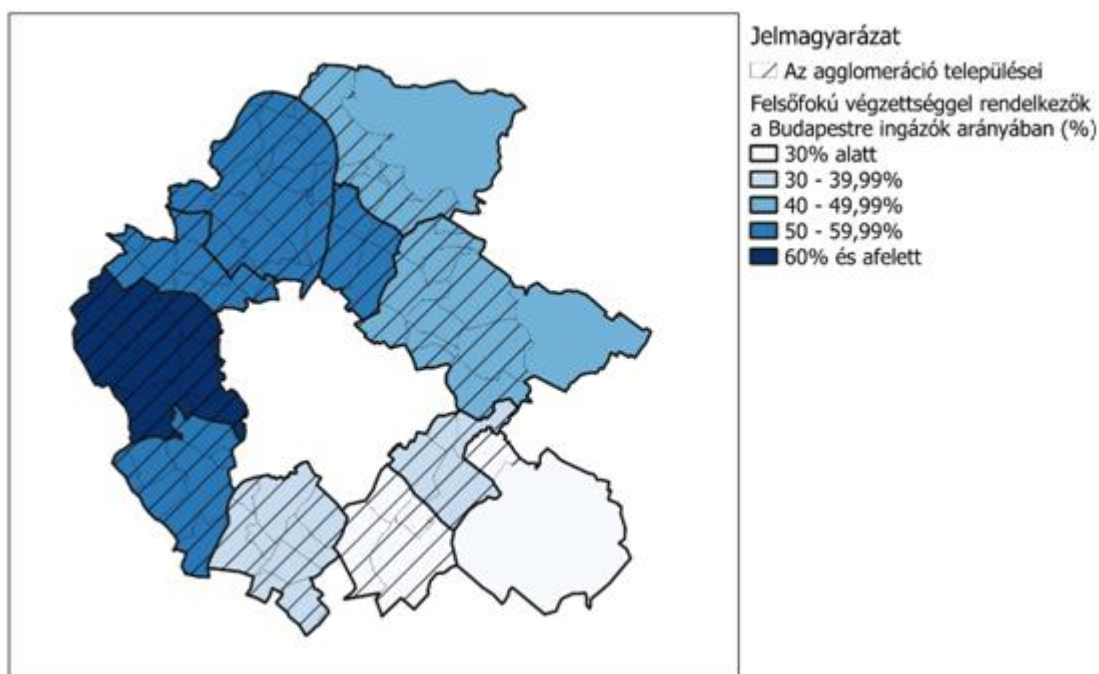 Jelmagyarázat
Az agglomeráció települései
Felsőfokú végzettséggel rendelkezők
a Budapestre ingázók arányában (%)
30% alatt
30 - 39,99%
40 - 49,99%
50 - 59,99%
60% és afelett